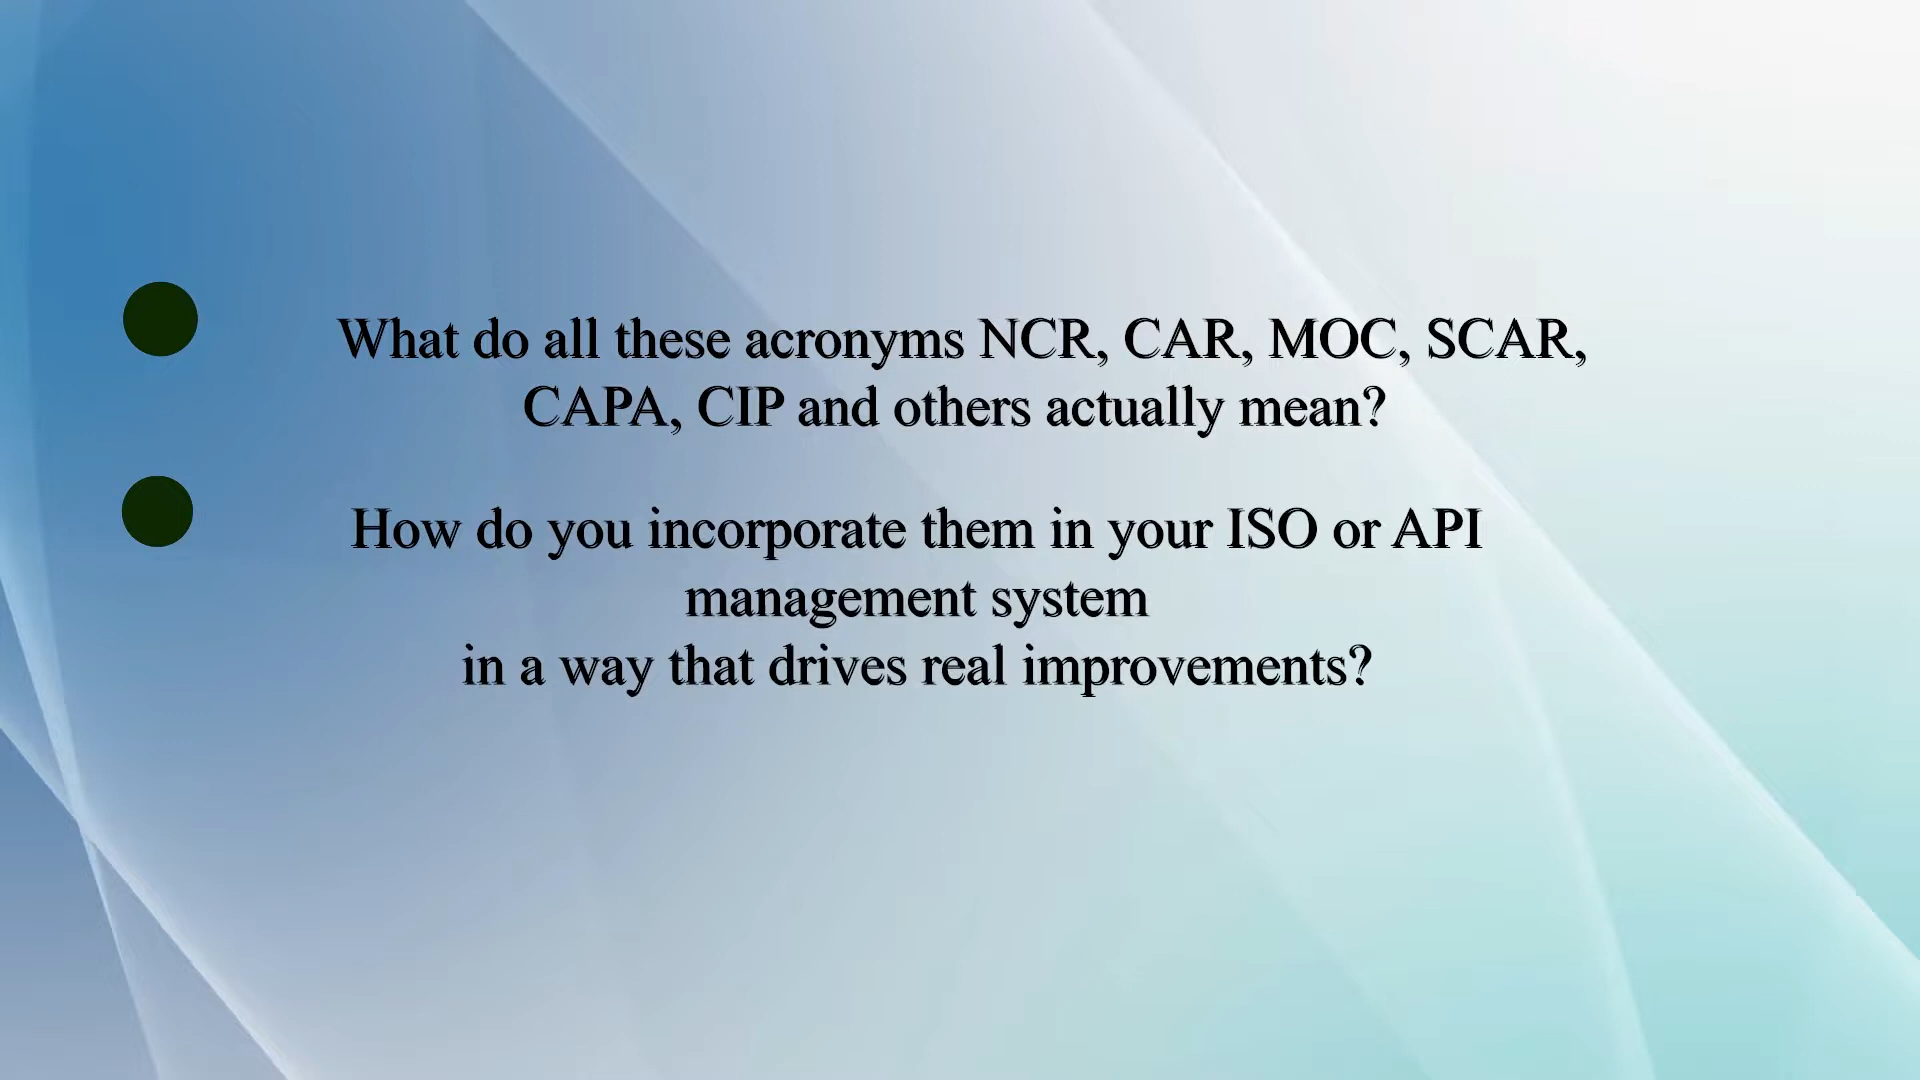 What do all these acronyms NCR, CAR, MOC, SCAR,
CAPA, CIP and others actually mean?
How do you incorporate them in your ISO or API
management system
in a way that drives real improvements?